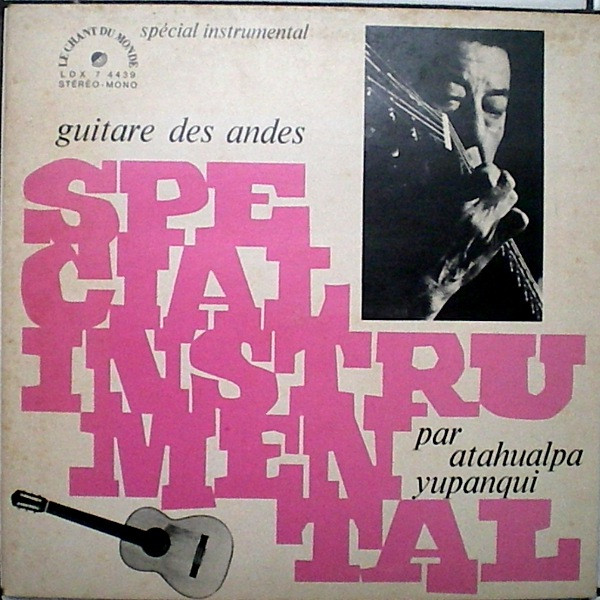 LE CHANT DU MONDE
LDX 7 4439
STÉRÉO-MONO
spécial instrumental
guitare des andes
SPE
CIAL
INSTRU
MEN
TAL
par
atahualpa
yupanqui